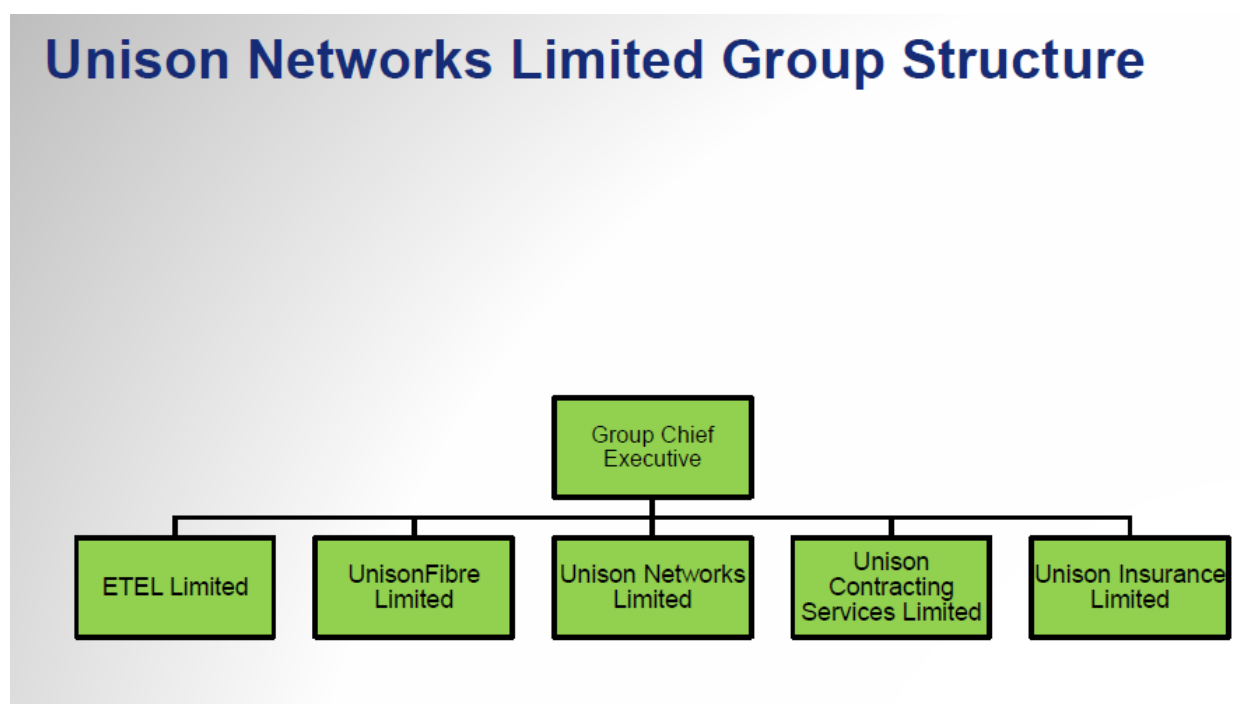 Unison Networks Limited Group Structure
Group Chief
Executive
ETEL Limited
UnisonFibre
Limited
Unison Networks
Limited
Unison
Contracting
Services Limited
Unison Insurance
Limited